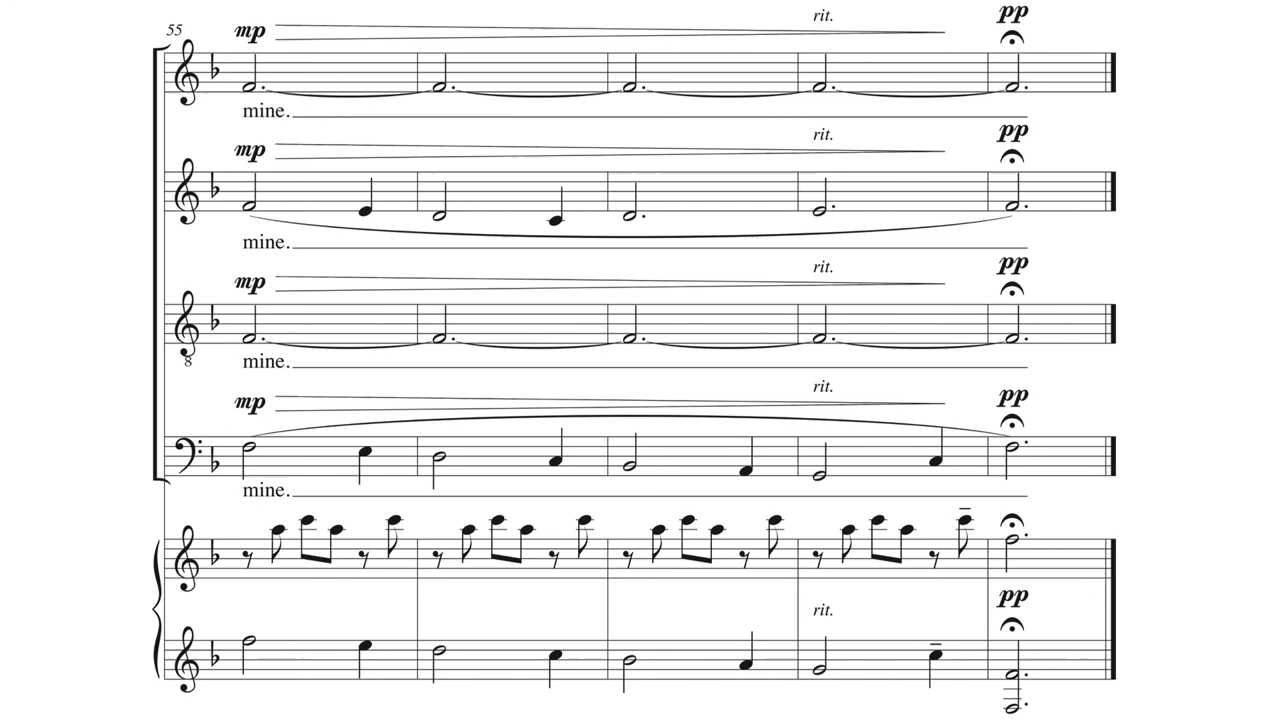 55 mp rit. pp
mine.
mp rit. pp
mine.
mp rit. pp
8
mine.
mp rit. pp
mine.
rit. pp